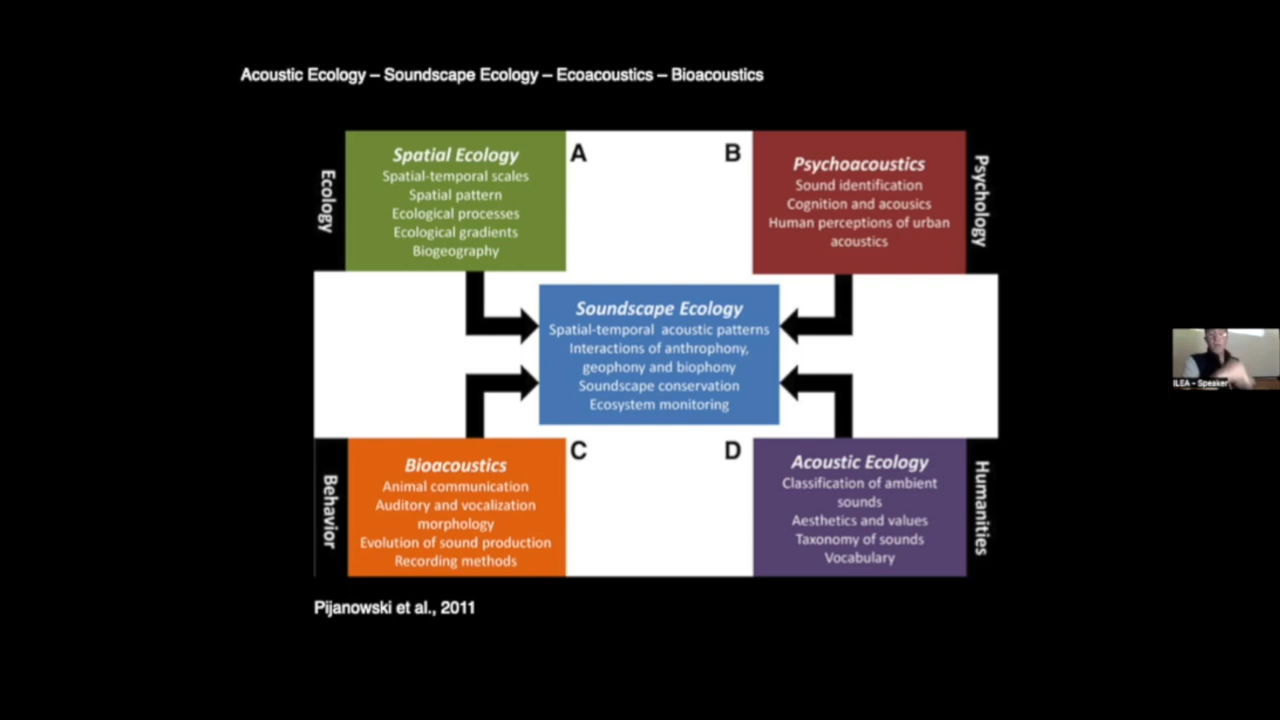 Acoustic Ecology – Soundscape Ecology – Ecoacoustics – Bioacoustics
Ecology
Spatial Ecology
Spatial-temporal scales
Spatial pattern
Ecological processes
Ecological gradients
Biogeography
A
B
Psychoacoustics
Sound identification
Cognition and acousics
Human perceptions of urban
acoustics
Psychology
Soundscape Ecology
Spatial-temporal acoustic patterns
Interactions of anthrophony,
geophony and biophony
Soundscape conservation
Ecosystem monitoring
Behavior
Bioacoustics
Animal communication
Auditory and vocalization
morphology
Evolution of sound production
Recording methods
C
D
Acoustic Ecology
Classification of ambient
sounds
Aesthetics and values
Taxonomy of sounds
Vocabulary
Humanities
Pijanowski et al., 2011
ILEA – Speaker